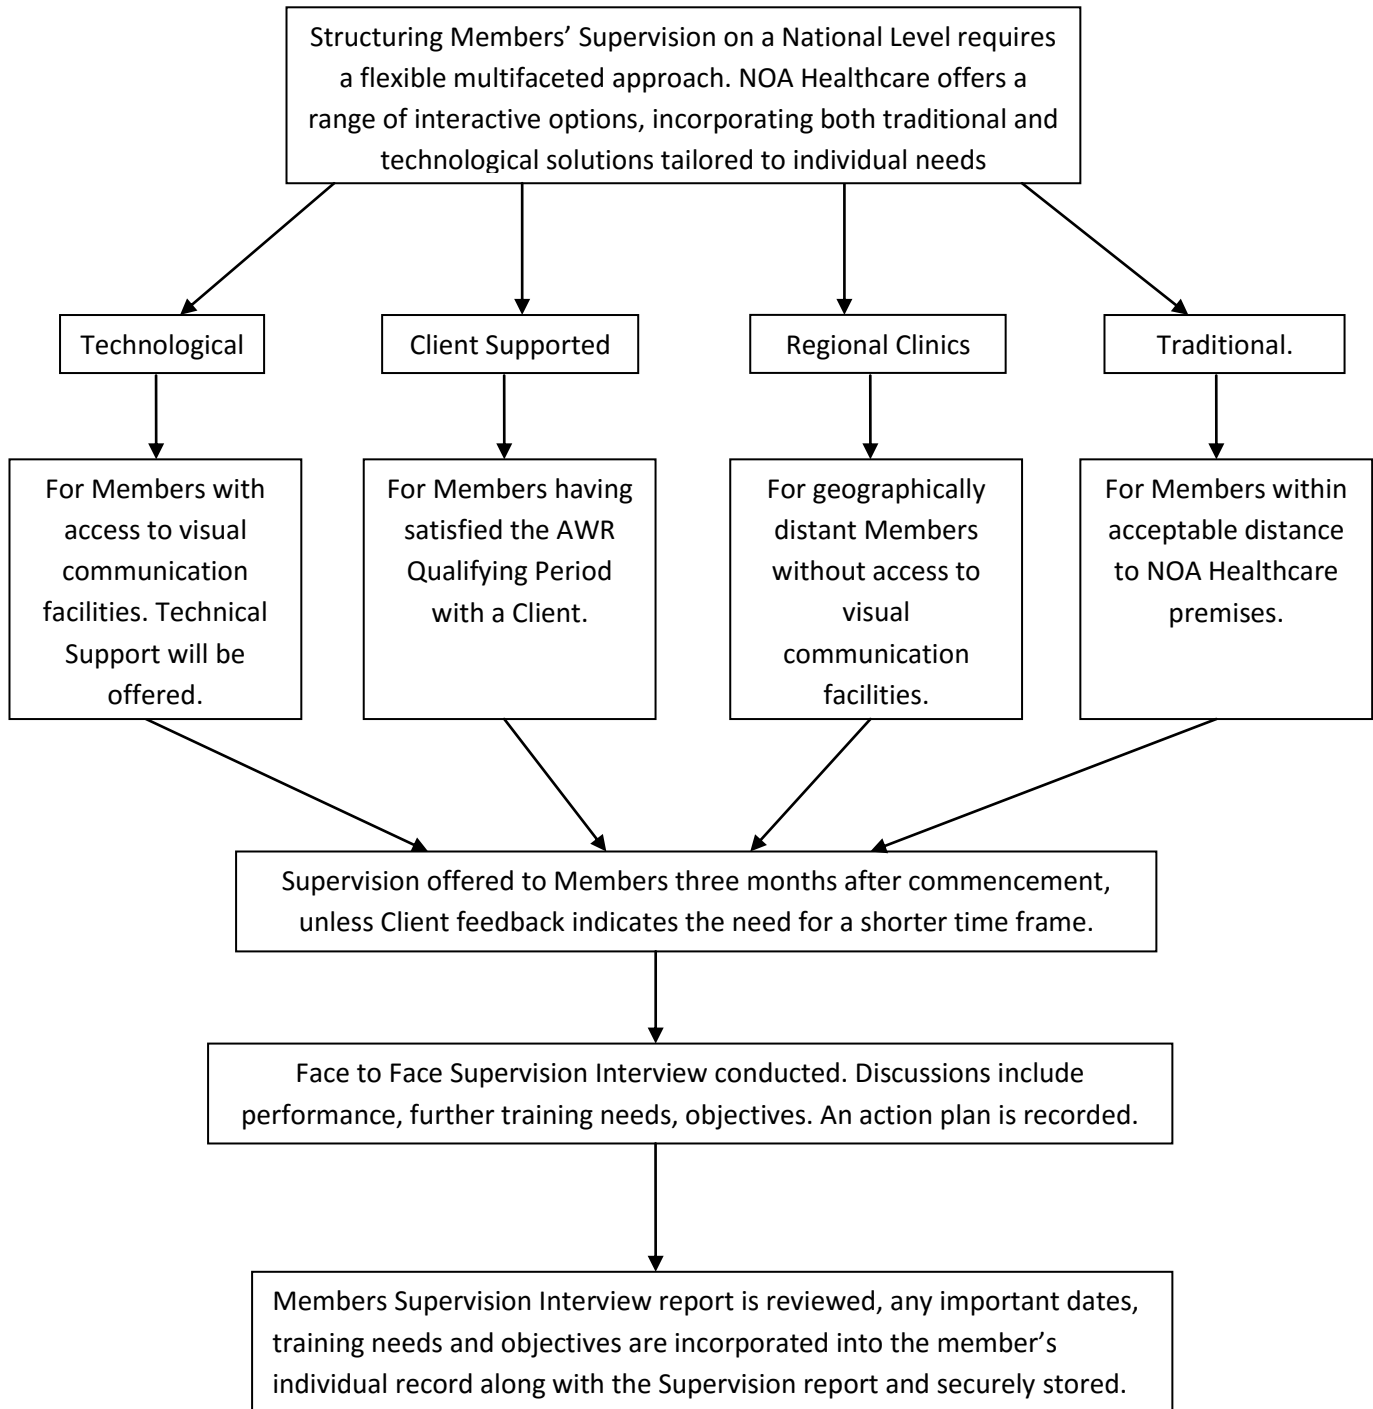 Structuring Members’ Supervision on a National Level requires
a flexible multifaceted approach. NOA Healthcare offers a
range of interactive options, incorporating both traditional and
technological solutions tailored to individual needs
Technological
Client Supported
Regional Clinics
Traditional.
For Members with
access to visual
communication
facilities. Technical
Support will be
offered.
For Members having
satisfied the AWR
Qualifying Period
with a Client.
For geographically
distant Members
without access to
visual
communication
facilities.
For Members within
acceptable distance
to NOA Healthcare
premises.
Supervision offered to Members three months after commencement,
unless Client feedback indicates the need for a shorter time frame.
Face to Face Supervision Interview conducted. Discussions include
performance, further training needs, objectives. An action plan is recorded.
Members Supervision Interview report is reviewed, any important dates,
training needs and objectives are incorporated into the member’s
individual record along with the Supervision report and securely stored.